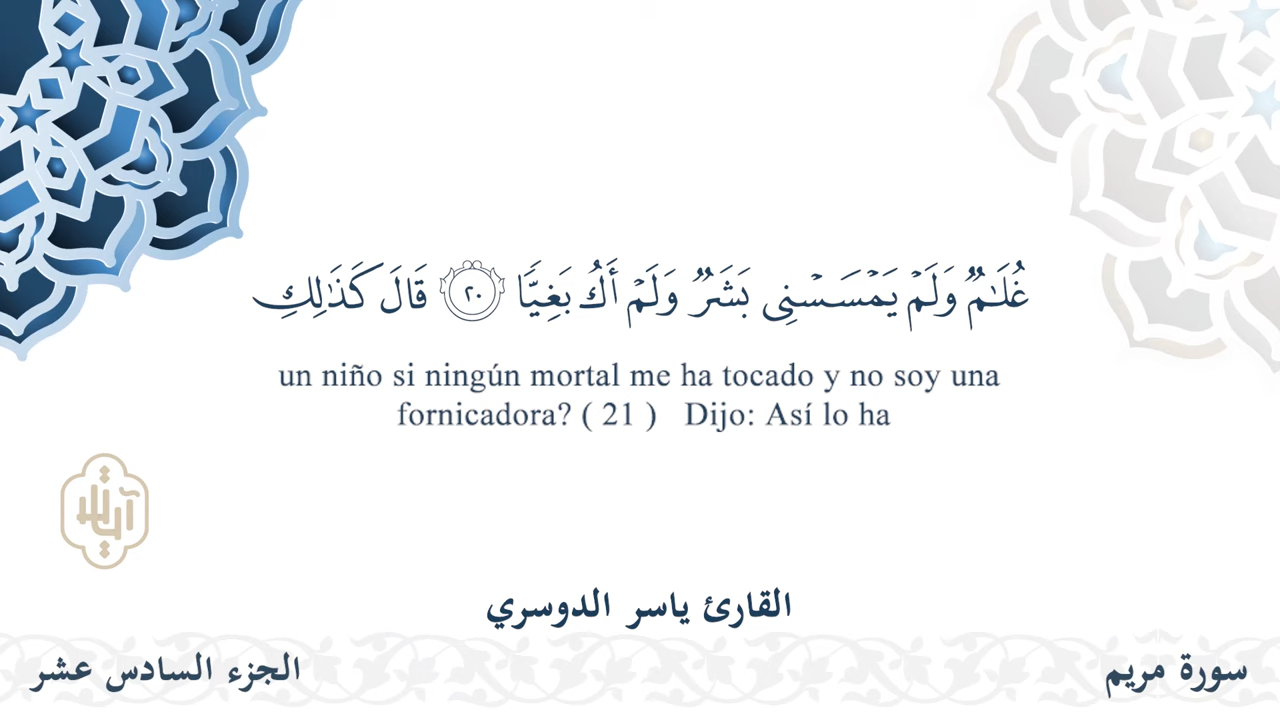 غُلَـٰمٌ وَلَمْ يَمْسَسْنِى بَشَرٌ وَلَمْ أَكُ بَغِيًّا ٢٠ قَالَ كَذَٰلِكِ
un niño si ningún mortal me ha tocado y no soy una
fornicadora? ( 21 ) Dijo: Así lo ha
آيات
القارئ ياسر الدوسري
سورة مريم
الجزء السادس عشر